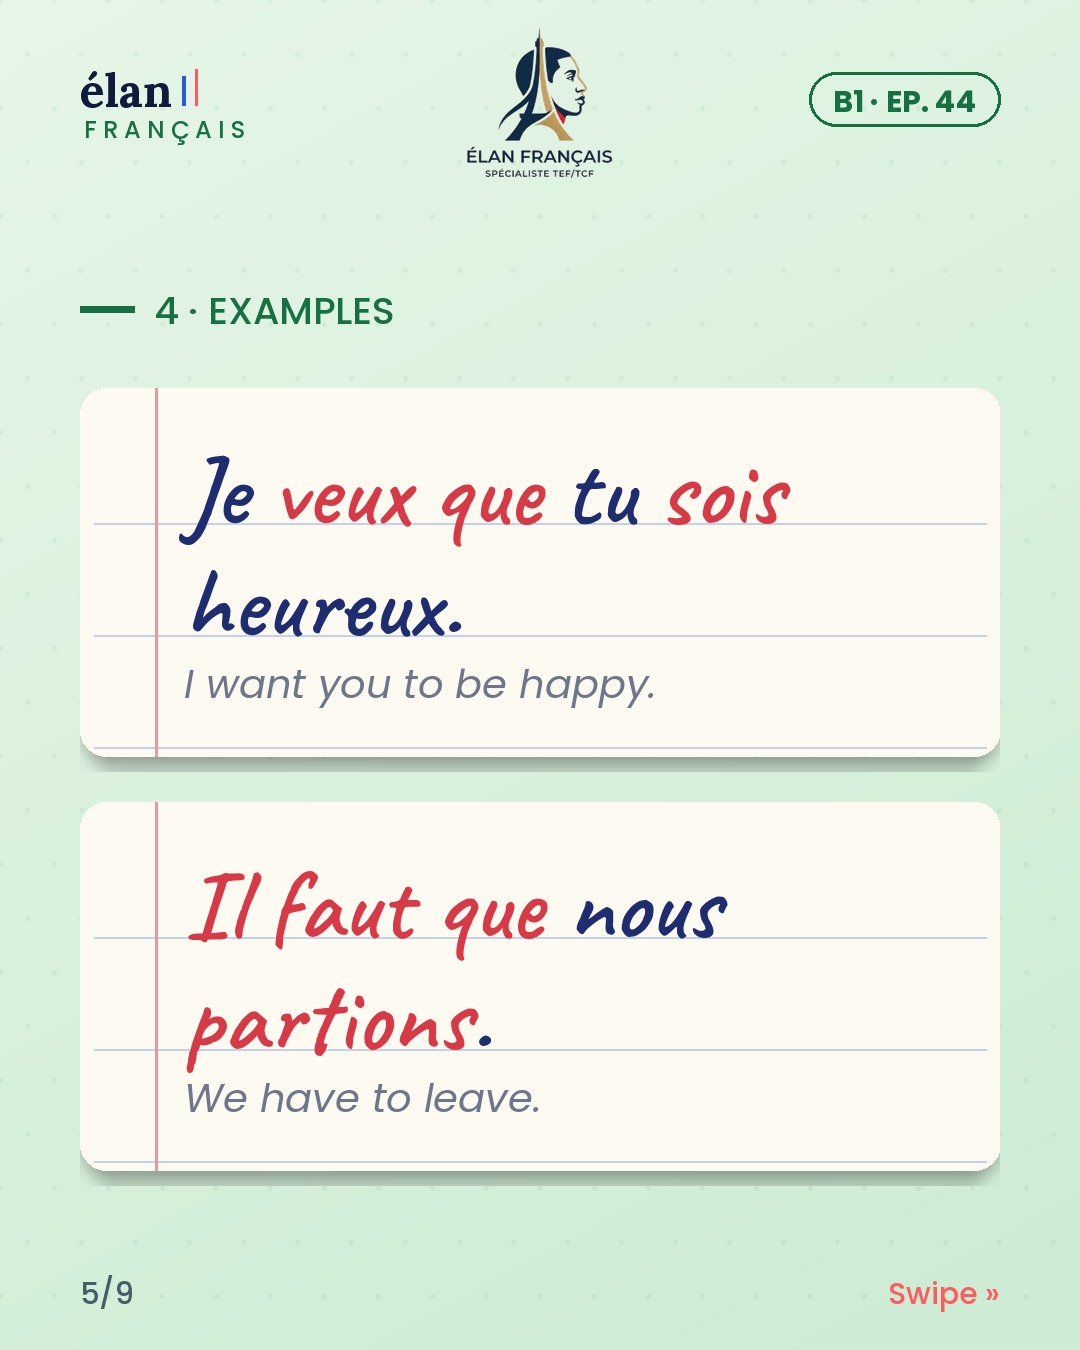 élan
FRANÇAIS
ÉLAN FRANÇAIS
SPÉCIALISTE TEF/TCF
B1 · EP. 44
4 · EXAMPLES
Je veux que tu sois
heureux.
I want you to be happy.
Il faut que nous
partions.
We have to leave.
5/9
Swipe »